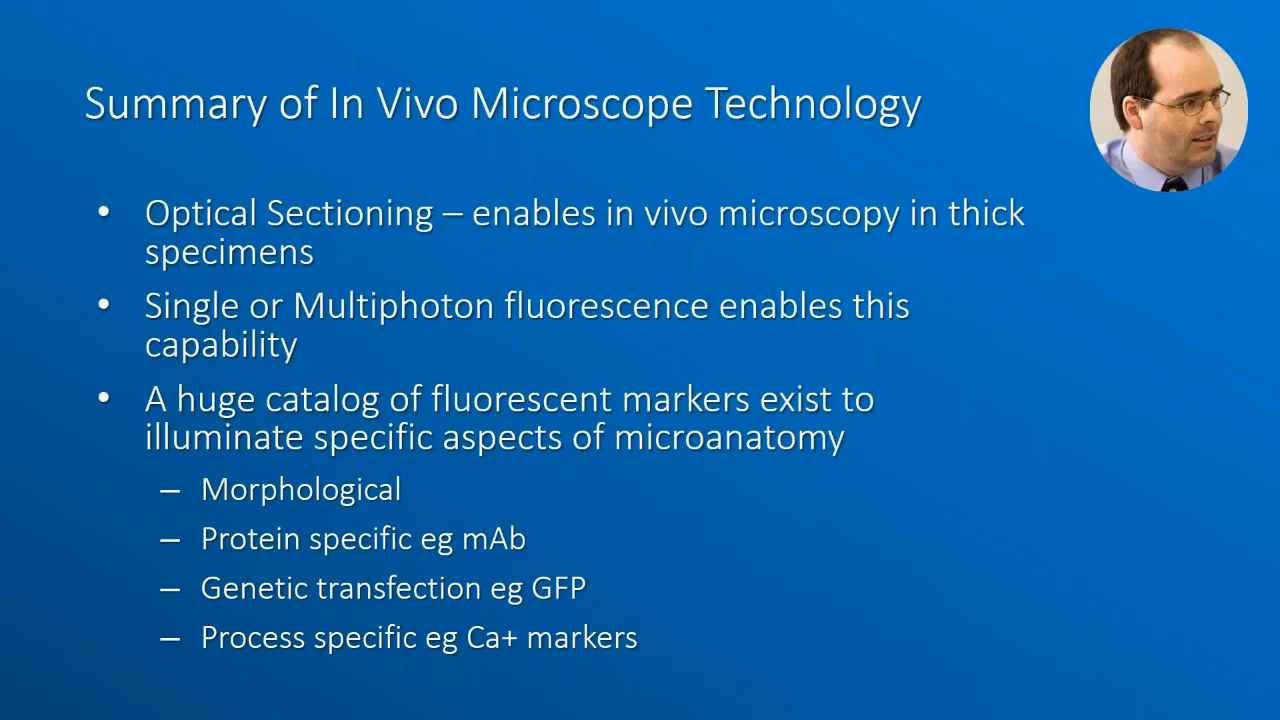 Summary of In Vivo Microscope Technology
• Optical Sectioning – enables in vivo microscopy in thick
specimens
• Single or Multiphoton fluorescence enables this
capability
• A huge catalog of fluorescent markers exist to
illuminate specific aspects of microanatomy
– Morphological
– Protein specific eg mAb
– Genetic transfection eg GFP
– Process specific eg Ca+ markers